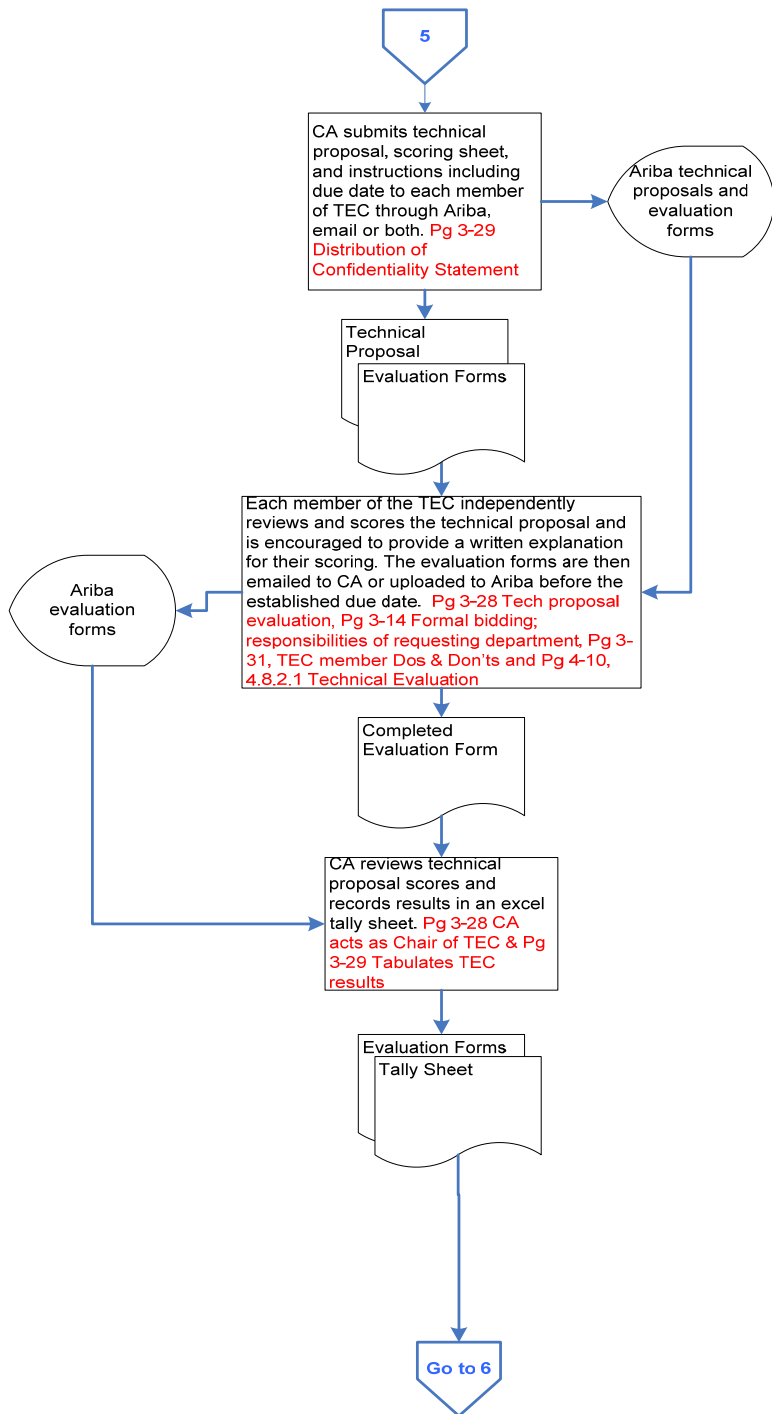 5
CA submits technical
proposal, scoring sheet,
and instructions including
due date to each member
of TEC through Ariba,
email or both. Pg 3-29
Distribution of
Confidentiality Statement
Ariba technical
proposals and
evaluation
forms
Technical
Proposal
Evaluation Forms
Each member of the TEC independently
reviews and scores the technical proposal and
is encouraged to provide a written explanation
for their scoring. The evaluation forms are then
emailed to CA or uploaded to Ariba before the
established due date. Pg 3-28 Tech proposal
evaluation, Pg 3-14 Formal bidding;
responsibilities of requesting department, Pg 3-
31, TEC member Dos & Don'ts and Pg 4-10,
4.8.2.1 Technical Evaluation
Ariba
evaluation
forms
Completed
Evaluation Form
CA reviews technical
proposal scores and
records results in an excel
tally sheet. Pg 3-28 CA
acts as Chair of TEC & Pg
3-29 Tabulates TEC
results
Evaluation Forms
Tally Sheet
Go to 6